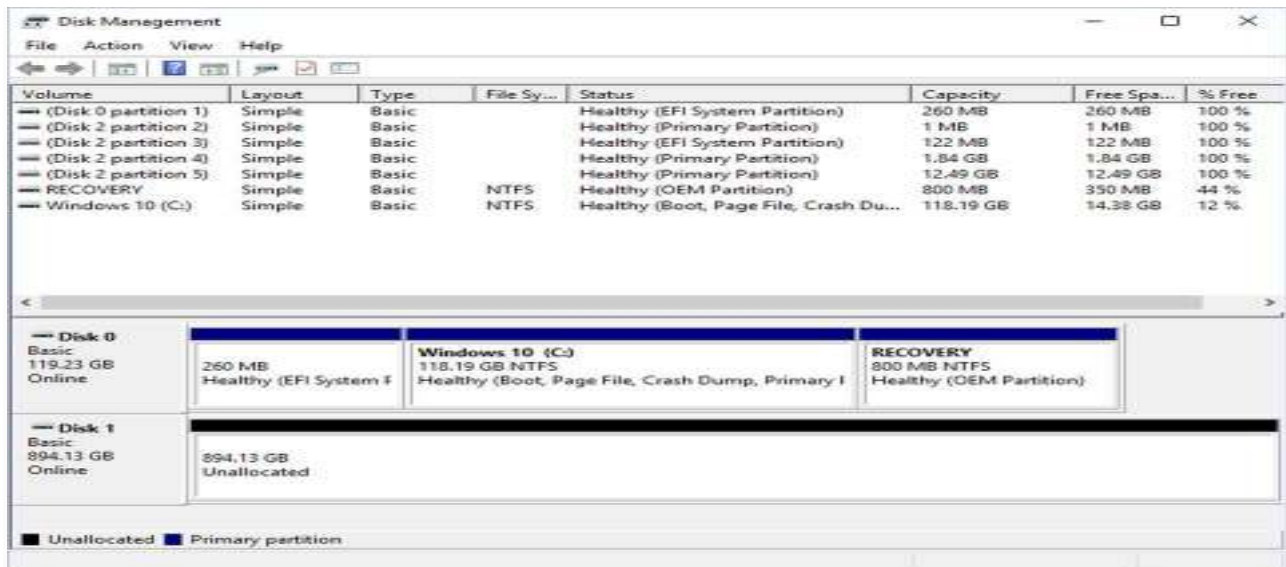 Disk Management
File Action View Help
Volume Layout Type File Sy... Status Capacity Free Spa... % Free
(Disk 0 partition 1) Simple Basic Healthy (EFI System Partition) 260 MB 260 MB 100 %
(Disk 2 partition 2) Simple Basic Healthy (Primary Partition) 1 MB 1 MB 100 %
(Disk 2 partition 3) Simple Basic Healthy (EFI System Partition) 122 MB 122 MB 100 %
(Disk 2 partition 4) Simple Basic Healthy (Primary Partition) 1.84 GB 1.84 GB 100 %
(Disk 2 partition 5) Simple Basic Healthy (Primary Partition) 12.49 GB 12.49 GB 100 %
RECOVERY Simple Basic NTFS Healthy (OEM Partition) 800 MB 350 MB 44 %
Windows 10 (C:) Simple Basic NTFS Healthy (Boot, Page File, Crash Du... 118.19 GB 14.38 GB 12 %
Disk 0
Basic
119.23 GB
Online
260 MB
Healthy (EFI System P
Windows 10 (C:)
118.19 GB NTFS
Healthy (Boot, Page File, Crash Dump, Primary P
RECOVERY
800 MB NTFS
Healthy (OEM Partition)
Disk 1
Basic
894.13 GB
Online
894.13 GB
Unallocated
Unallocated Primary partition